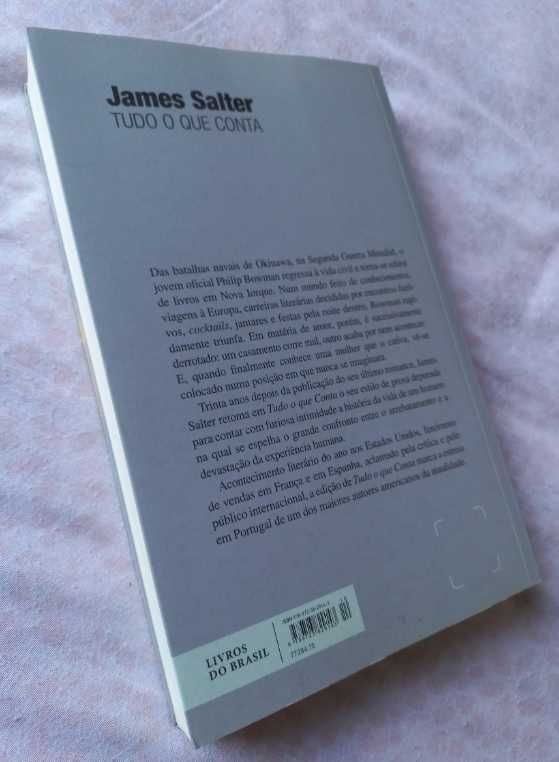 James Salter
TUDO O QUE CONTA
Das batalhas navais de Okinawa, na Segunda Guerra Mundial, o
jovem oficial Philip Bowman regressa à vida civil e torna-se editor
de livros em Nova Iorque. Num mundo feito de conhecimentos,
viagens à Europa, carreiras literárias decididas por encontros furti-
vos, cocktails, jantares e festas pela noite dentro, Bowman rapi-
damente triunfa. Em matéria de amor, porém, é sucessivamente
derrotado: um casamento corre mal, outro acaba por nem acontecer.
E, quando finalmente conhece uma mulher que o cativa, vê-se
colocado numa posição em que nunca se imaginara.
Trinta anos depois da publicação do seu último romance, James
Salter retoma em Tudo o que Conta o seu estilo de prosa depurada
para contar com furiosa intimidade a história da vida de um homem
na qual se espelha o grande confronto entre o arrebatamento e a
devastação da experiência humana.
Acontecimento literário do ano nos Estados Unidos, fenómeno
de vendas em França e em Espanha, aclamado pela crítica e pelo
público internacional, a edição de Tudo o que Conta marca a estreia
em Portugal de um dos maiores autores americanos da atualidade.
LIVROS
DO BRASIL